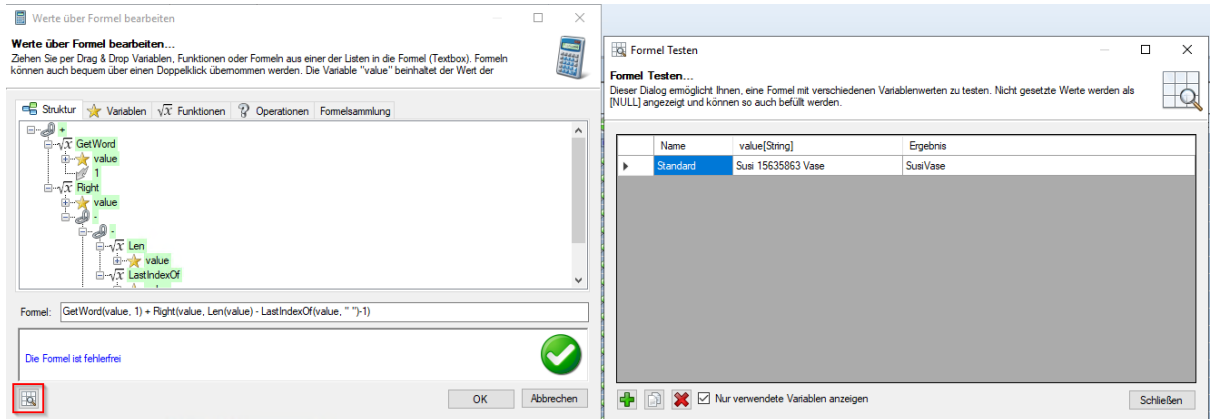 Werte über Formel bearbeiten
Werte über Formel bearbeiten...
Ziehen Sie per Drag & Drop Variablen, Funktionen oder Formeln aus einer der Listen in die Formel (Textbox). Formeln
können auch bequem über einen Doppelklick übernommen werden. Die Variable "value" beinhaltet der Wert der
Struktur Variablen √x Funktionen Operationen Formelsammlung
+
√x GetWord
value
1
√x Right
value
-
-
√x Len
value
√x LastIndexOf
Formel: GetWord(value, 1) + Right(value, Len(value) - LastIndexOf(value, " ")-1)
Die Formel ist fehlerfrei
OK Abbrechen
Formel Testen
Formel Testen...
Dieser Dialog ermöglicht Ihnen, eine Formel mit verschiedenen Variablenwerten zu testen. Nicht gesetzte Werte werden als
[NULL] angezeigt und können so auch befüllt werden.
Name value[String] Ergebnis
Standard Susi 15635863 Vase SusiVase
Nur verwendete Variablen anzeigen Schließen